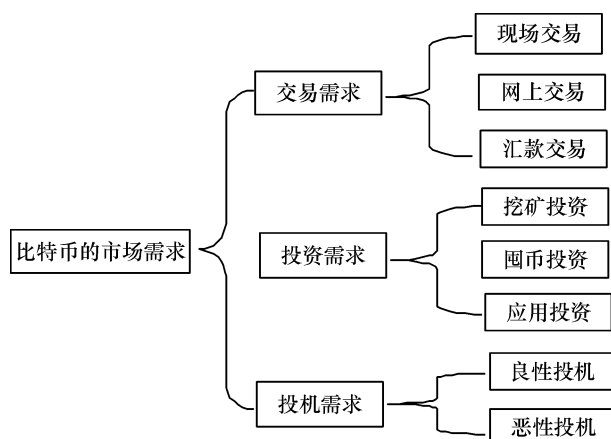 比特币的市场需求
交易需求
现场交易
网上交易
汇款交易
投资需求
挖矿投资
囤币投资
应用投资
投机需求
良性投机
恶性投机